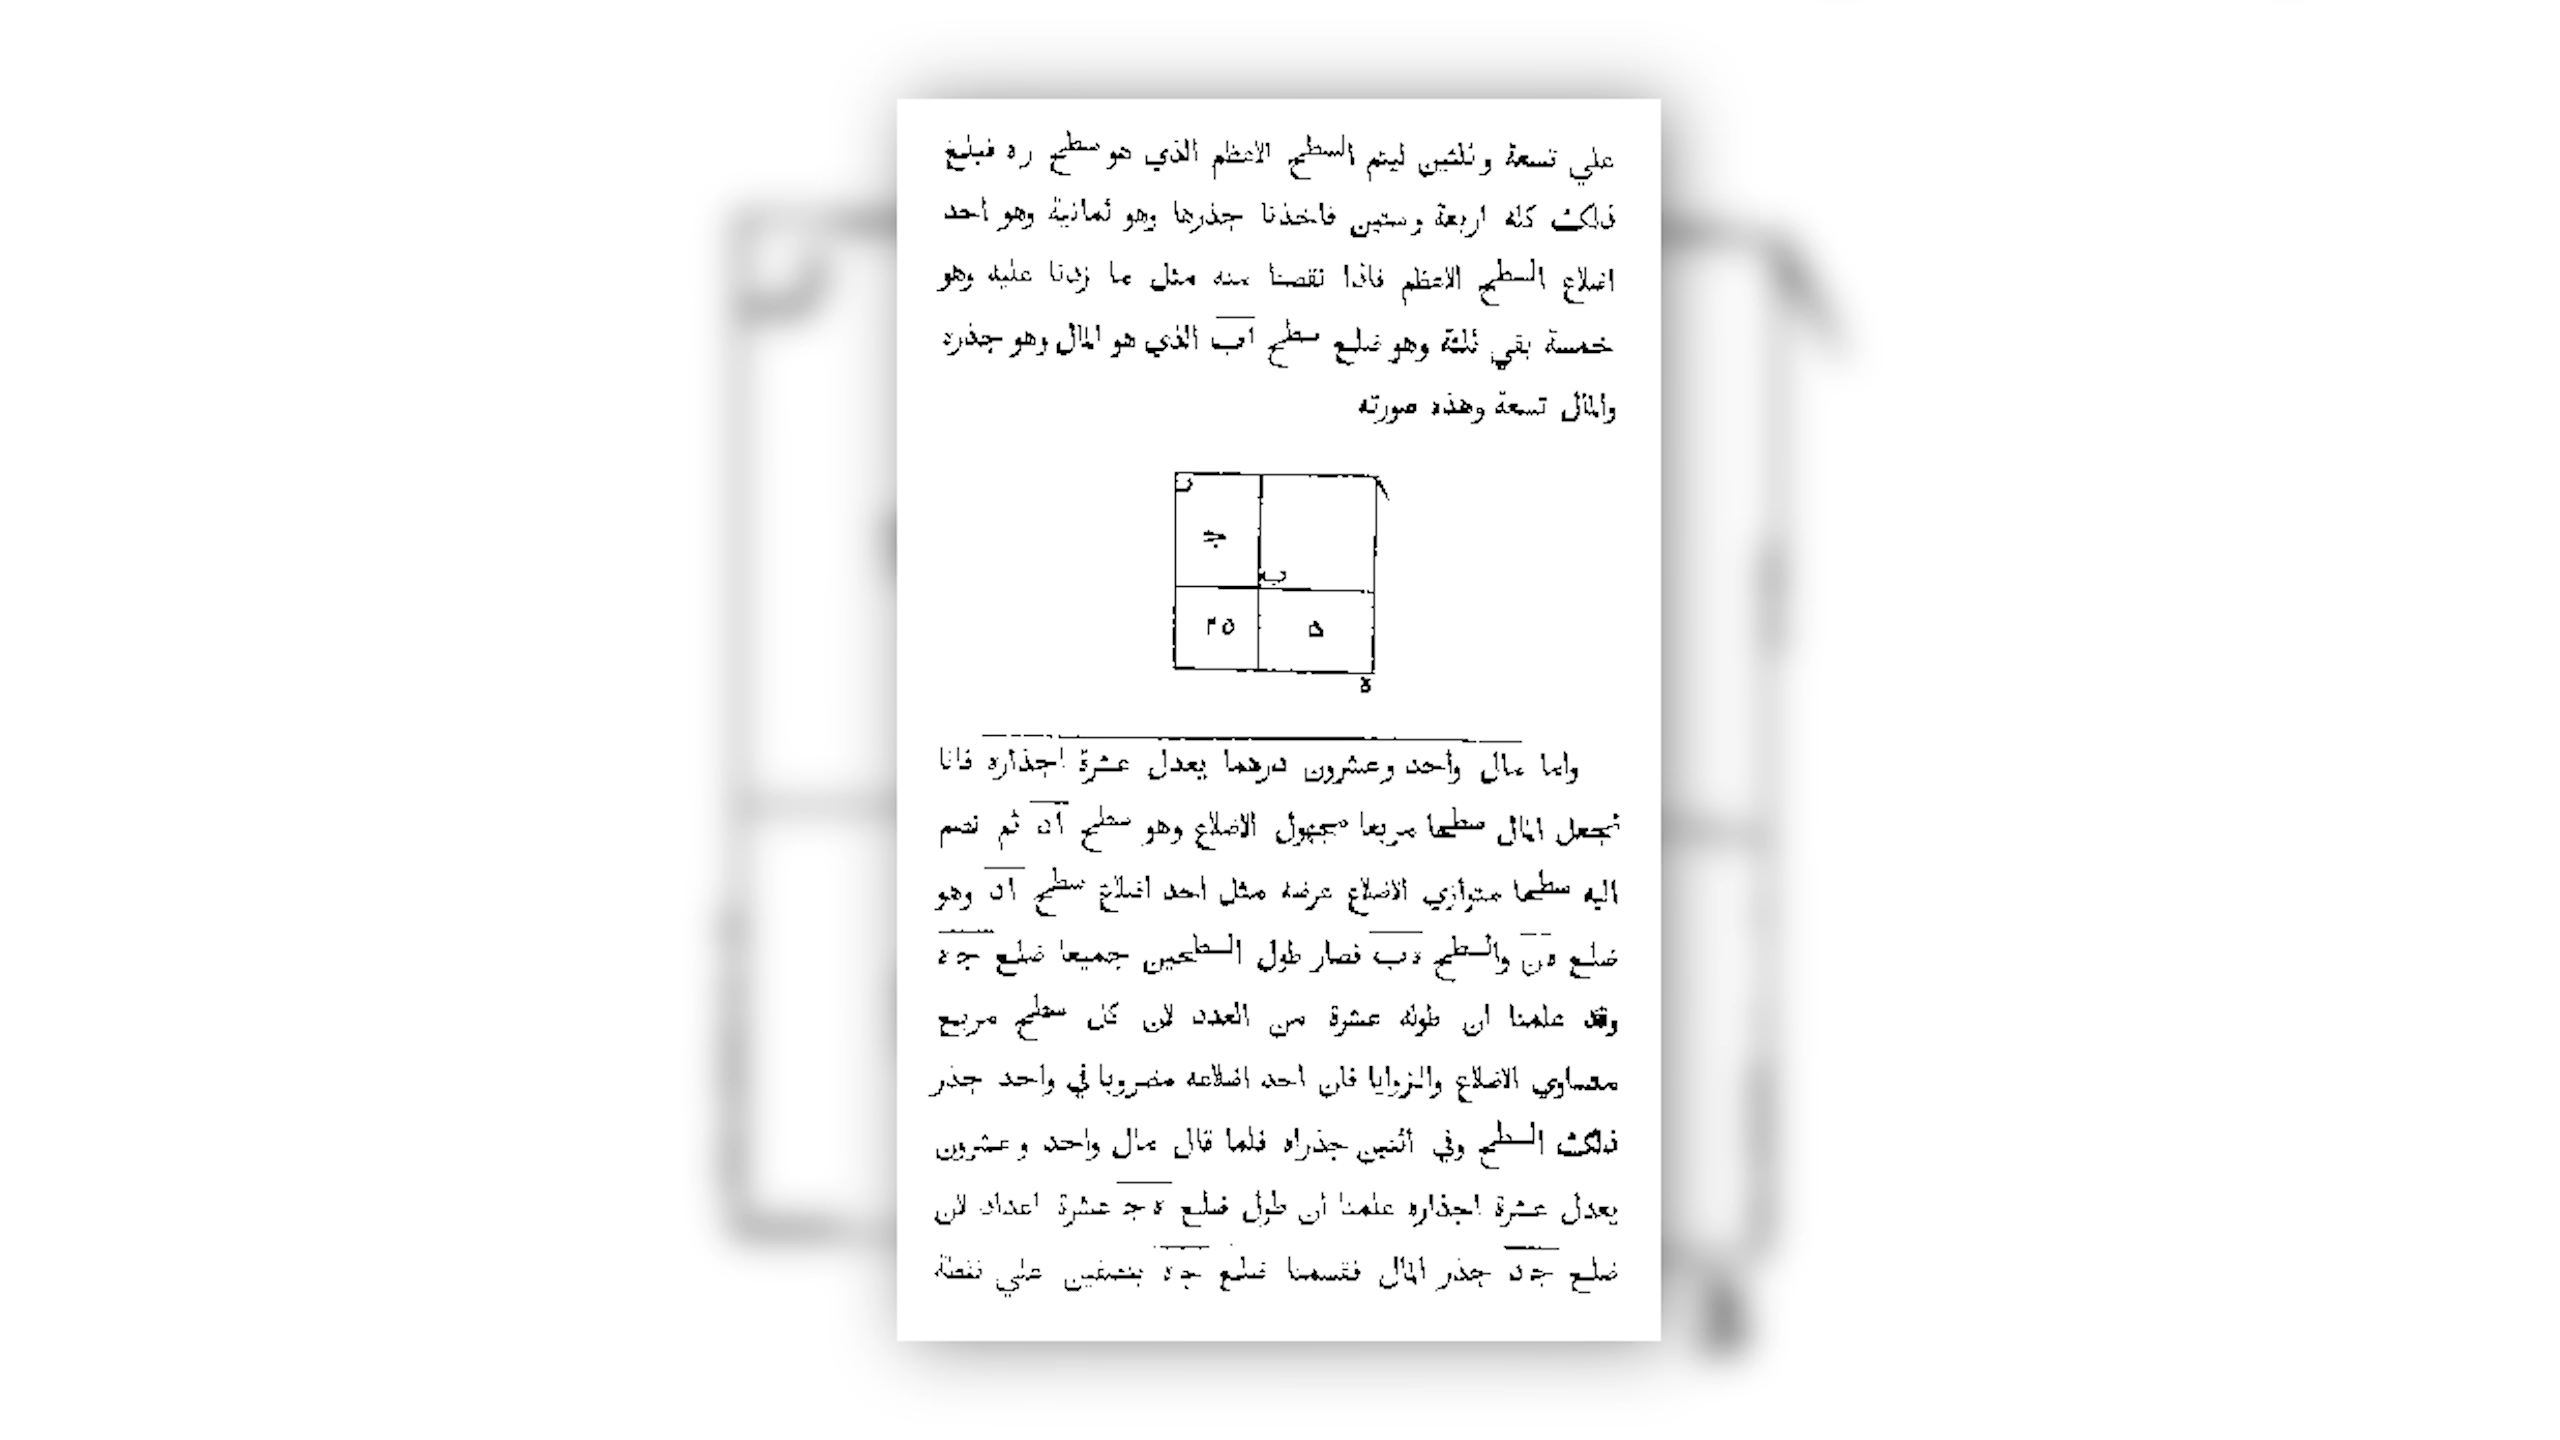 علي تسعة وثلثين ليتم السطح الاعظم الذي هو سطح ره فبلغ
ذلك كله اربعة وستين فاخذنا جذرها وهو ثمانية وهو احد
اضلاع السطح الاعظم فاذا نقصنا منه مثل ما زدنا عليه وهو
خمسة بقي ثلثة وهو ضلع سطح اب الذي هو المال وهو جذره
والمال تسعة وهذه صورته
ج
ب
٢٥
ه
واما مال واحد وعشرون درهما يعدل عشرة اجذاره فانا
نجعل المال سطحا مربعا مجهول الاضلاع وهو سطح اد ثم نضم
اليه سطحا متوازي الاضلاع عرضه مثل احد اضلاع سطح اد وهو
ضلع هن والسطح هب فصار طول السطحين جميعا ضلع جه
وقد علمنا ان طوله عشرة من العدد لان كل سطح مربع
متساوي الاضلاع والزوايا فان احد اضلاعه مضروبا في واحد جذر
ذلك السطح وفي اثنين جذراه فلما قال مال واحد وعشرون
يعدل عشرة اجذاره علمنا ان طول ضلع هج عشرة اعداد لان
ضلع جد جذر المال فقسمنا ضلع جه بنصفين علي نقطة